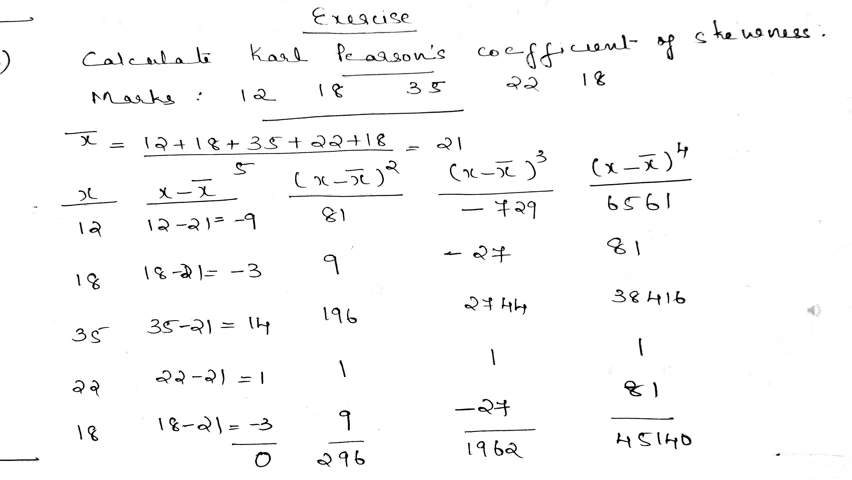 Exercise
Calculate Karl Pearson's coefficient of skewness.
Marks : 12 18 35 22 18
x̄ = 12+18+35+22+18 / 5 = 21
x x-x̄ (x-x̄)² (x-x̄)³ (x-x̄)⁴
12 12-21= -9 81 -729 6561
18 18-21= -3 9 -27 81
35 35-21= 14 196 2744 38416
22 22-21 =1 1 1 1
18 18-21= -3 9 -27 81
0 296 1962 45140